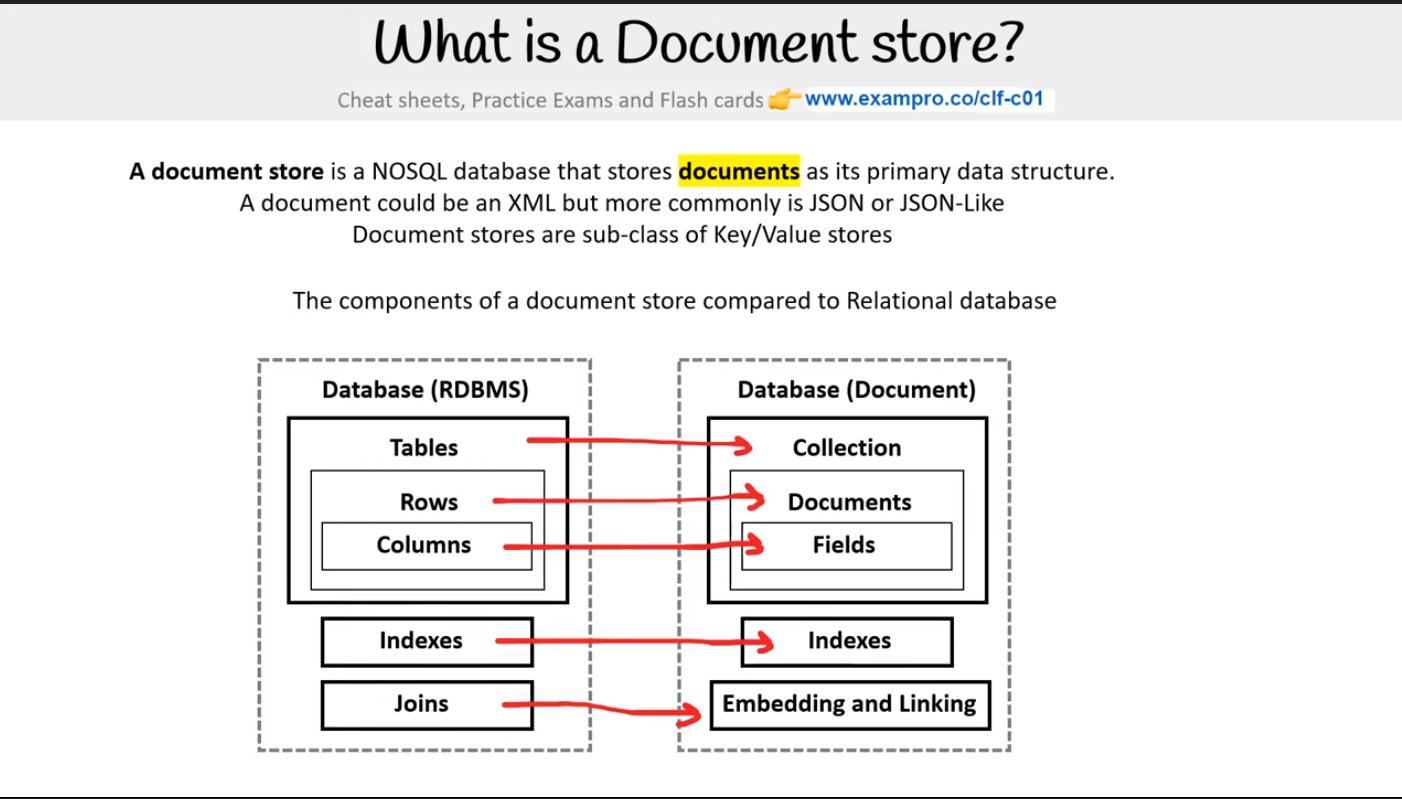 What is a Document store?
Cheat sheets, Practice Exams and Flash cards 👉 www.exampro.co/clf-c01
A document store is a NOSQL database that stores documents as its primary data structure.
A document could be an XML but more commonly is JSON or JSON-Like
Document stores are sub-class of Key/Value stores
The components of a document store compared to Relational database
Database (RDBMS)
Tables
Rows
Columns
Indexes
Joins
Database (Document)
Collection
Documents
Fields
Indexes
Embedding and Linking